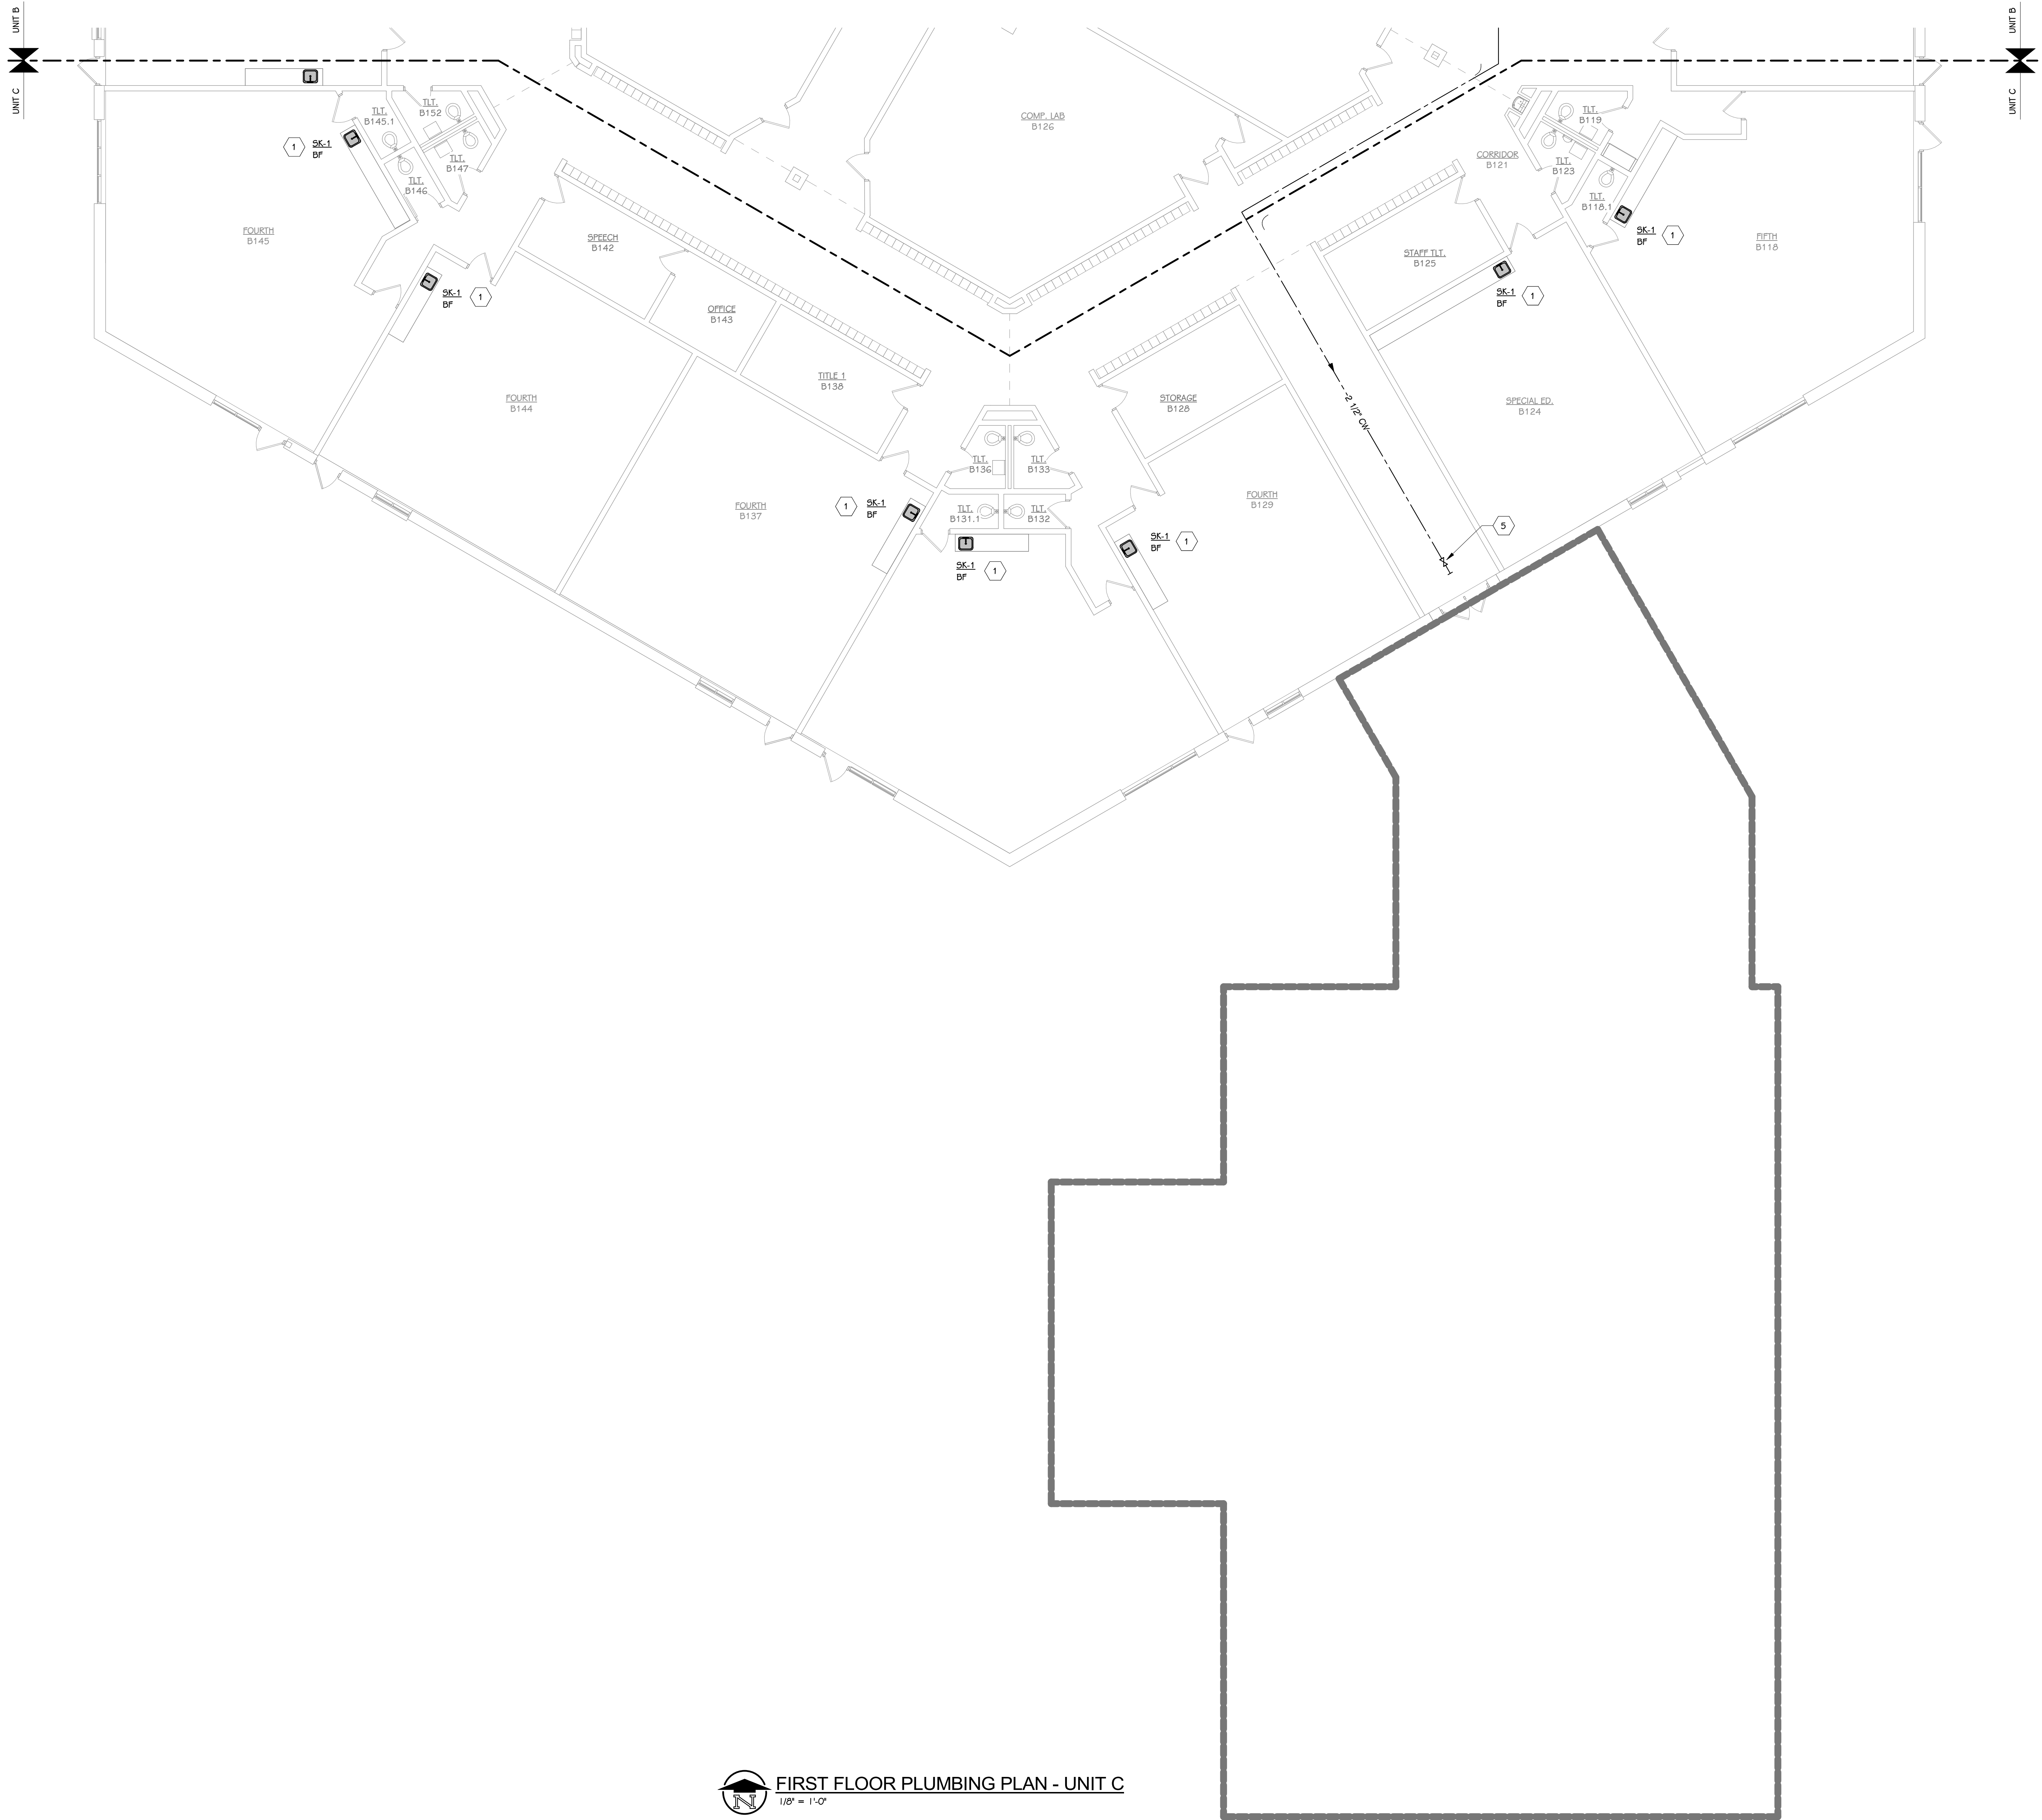 UNIT B
UNIT C
UNIT B
UNIT C
COMP. LAB
B126
TLT.
B152
TLT.
B145.1
TLT.
B147
TLT.
B146
1
SK-1
BF
FOURTH
B145
TLT.
B119
CORRIDOR
B121
TLT.
B123
TLT.
B118.1
SK-1
BF
1
FIFTH
B118
SPEECH
B142
STAFF TLT.
B125
SK-1
BF
1
SK-1
BF
1
OFFICE
B143
TITLE 1
B138
FOURTH
B144
STORAGE
B128
2 1/2" CW
SPECIAL ED.
B124
TLT.
B136
TLT.
B133
FOURTH
B137
1
SK-1
BF
TLT.
B131.1
TLT.
B132
FOURTH
B129
SK-1
BF
1
5
SK-1
BF
1
N
FIRST FLOOR PLUMBING PLAN - UNIT C
1/8" = 1'-0"